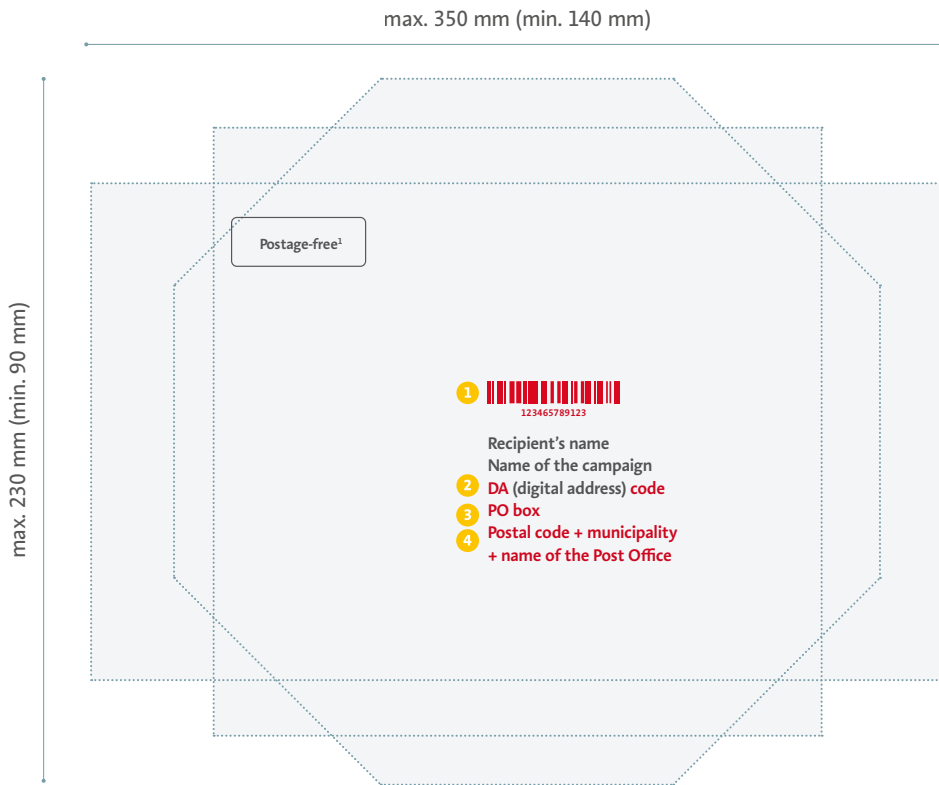 max. 350 mm (min. 140 mm)
max. 230 mm (min. 90 mm)
Postage-free¹
1
123465789123
Recipient's name
Name of the campaign
2 DA (digital address) code
3 PO box
4 Postal code + municipality
+ name of the Post Office